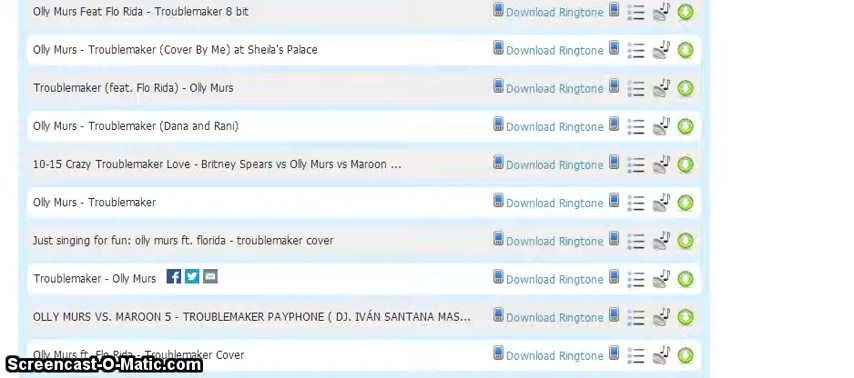 Olly Murs Feat Flo Rida - Troublemaker 8 bit Download Ringtone
Olly Murs - Troublemaker (Cover By Me) at Sheila's Palace Download Ringtone
Troublemaker (feat. Flo Rida) - Olly Murs Download Ringtone
Olly Murs - Troublemaker (Dana and Rani) Download Ringtone
10-15 Crazy Troublemaker Love - Britney Spears vs Olly Murs vs Maroon ... Download Ringtone
Olly Murs - Troublemaker Download Ringtone
Just singing for fun: olly murs ft. florida - troublemaker cover Download Ringtone
Troublemaker - Olly Murs Download Ringtone
OLLY MURS VS. MAROON 5 - TROUBLEMAKER PAYPHONE ( DJ. IVÁN SANTANA MAS... Download Ringtone
Olly Murs ft. Flo Rida - Troublemaker Cover Download Ringtone
Screencast-O-Matic.com